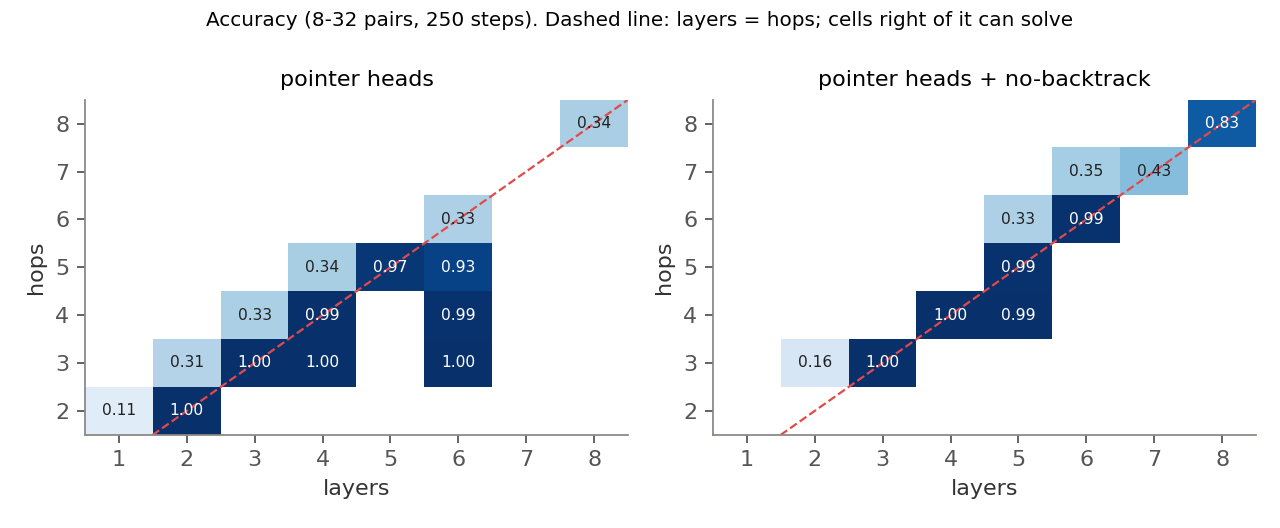 Accuracy (8-32 pairs, 250 steps). Dashed line: layers = hops; cells right of it can solve
pointer heads
hops
8
7
6
5
4
3
2
0.34
0.33
0.34 0.97 0.93
0.33 0.99 0.99
0.31 1.00 1.00 1.00
0.11 1.00
1 2 3 4 5 6 7 8
layers
pointer heads + no-backtrack
hops
8
7
6
5
4
3
2
0.83
0.35 0.43
0.33 0.99
0.99
1.00 0.99
0.16 1.00
1 2 3 4 5 6 7 8
layers